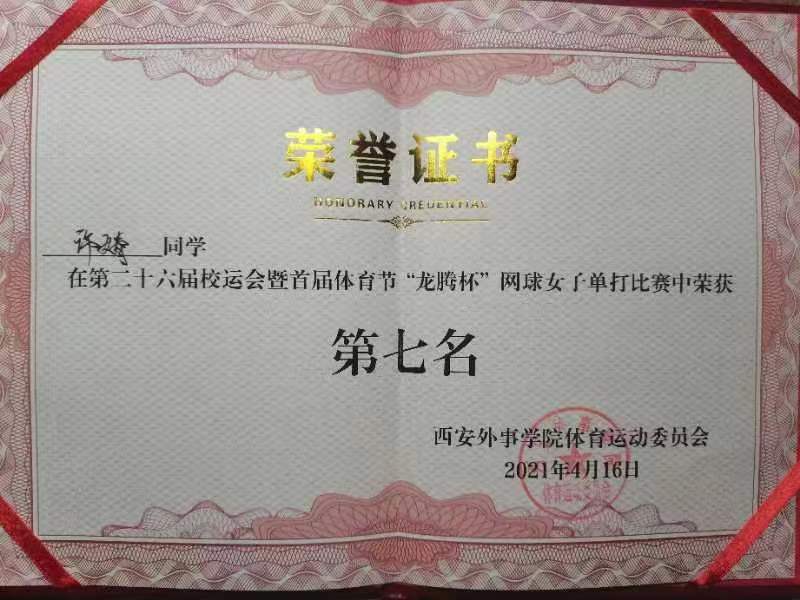 荣誉证书
HONORARY CREDENTIAL
许 同学
在第二十六届校运会暨首届体育节“龙腾杯”网球女子单打比赛中荣获
第七名
西安外事学院体育运动委员会
2021年4月16日